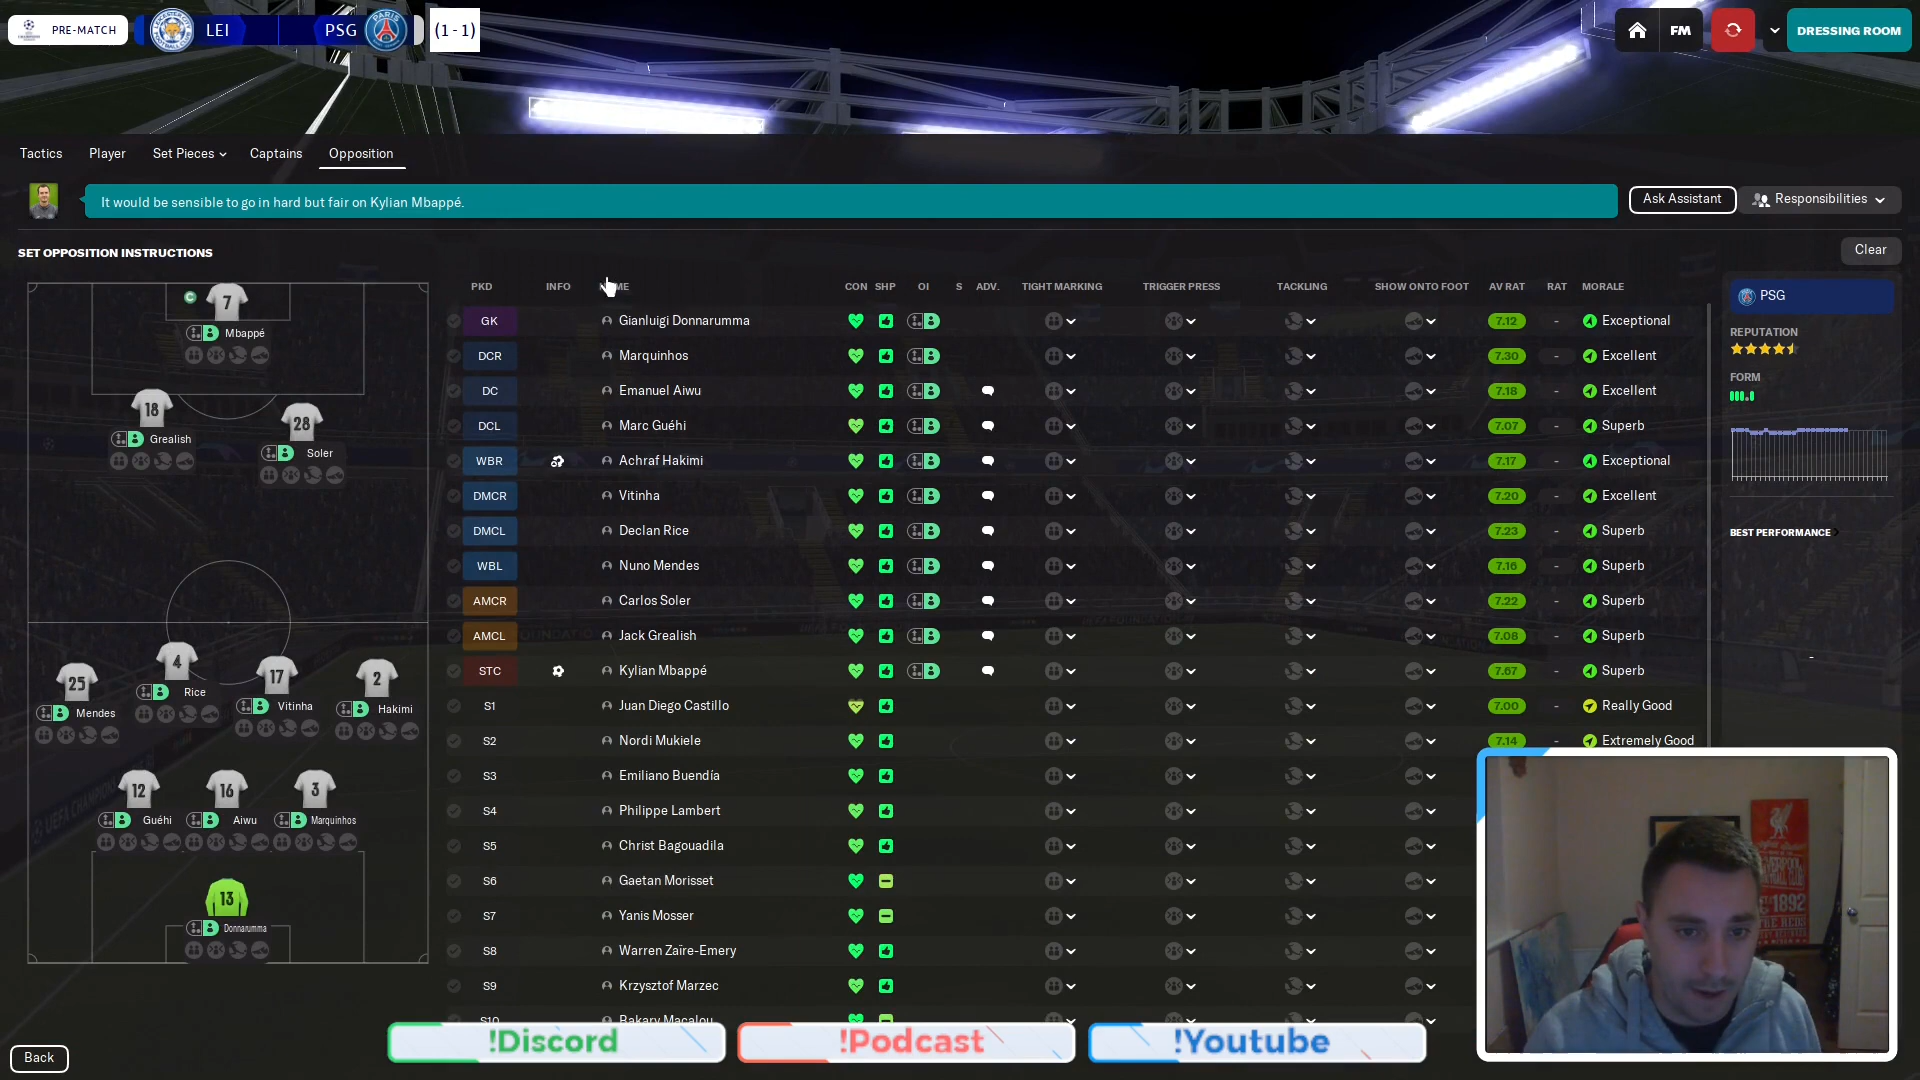 PRE-MATCH
LEI
PSG
(1 - 1)
FM
DRESSING ROOM
Tactics
Player
Set Pieces
Captains
Opposition
It would be sensible to go in hard but fair on Kylian Mbappé.
Ask Assistant
Responsibilities
SET OPPOSITION INSTRUCTIONS
Clear
PKD INFO CON SHP OI S ADV. TIGHT MARKING TRIGGER PRESS TACKLING SHOW ONTO FOOT AV RAT RAT MORALE
GK Gianluigi Donnarumma 7.12 - Exceptional
DCR Marquinhos 7.30 - Excellent
DC Emanuel Aiwu 7.18 - Excellent
DCL Marc Guéhi 7.07 - Superb
WBR Achraf Hakimi 7.17 - Exceptional
DMCR Vitinha 7.20 - Excellent
DMCL Declan Rice 7.23 - Superb
WBL Nuno Mendes 7.16 - Superb
AMCR Carlos Soler 7.22 - Superb
AMCL Jack Grealish 7.08 - Superb
STC Kylian Mbappé 7.67 - Superb
S1 Juan Diego Castillo 7.00 - Really Good
S2 Nordi Mukiele 7.14 - Extremely Good
S3 Emiliano Buendía
S4 Philippe Lambert
S5 Christ Bagouadila
S6 Gaetan Morisset
S7 Yanis Mosser
S8 Warren Zaïre-Emery
S9 Krzysztof Marzec
S10 Bakary Macalou
C
7
Mbappé
18
Grealish
28
Soler
25
Mendes
4
Rice
17
Vitinha
2
Hakimi
12
Guéhi
16
Aiwu
3
Marquinhos
13
Donnarumma
PSG
REPUTATION
FORM
BEST PERFORMANCE
-
1892
Back
!Discord
!Podcast
!Youtube